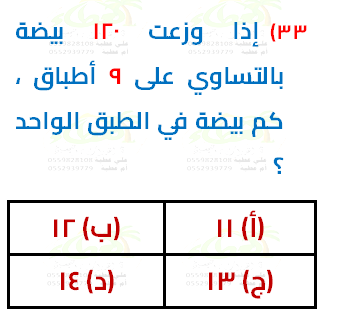 ٣٣) إذا وزعت ١٢٠ بيضة
بالتساوي على ٩ أطباق ،
كم بيضة في الطبق الواحد
؟
(أ) ١١ (ب) ١٢
(ج) ١٣ (د) ١٤